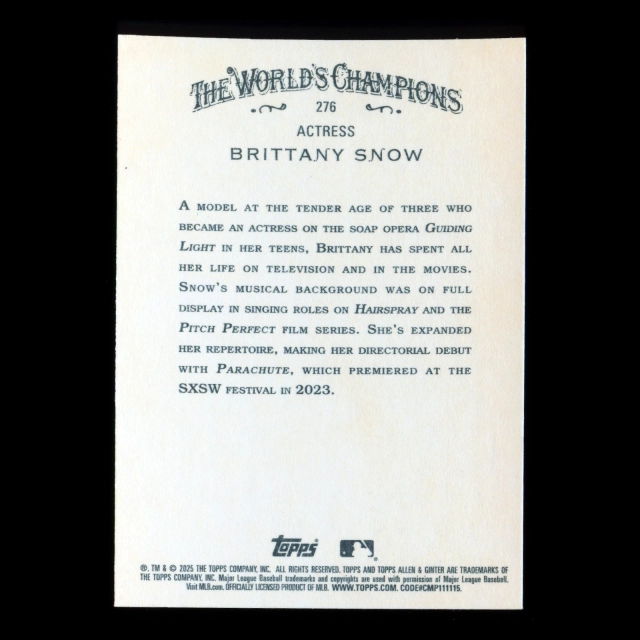 THE WORLD'S CHAMPIONS
276
ACTRESS
BRITTANY SNOW
A MODEL AT THE TENDER AGE OF THREE WHO
BECAME AN ACTRESS ON THE SOAP OPERA GUIDING
LIGHT IN HER TEENS, BRITTANY HAS SPENT ALL
HER LIFE ON TELEVISION AND IN THE MOVIES.
SNOW'S MUSICAL BACKGROUND WAS ON FULL
DISPLAY IN SINGING ROLES ON HAIRSPRAY AND THE
PITCH PERFECT FILM SERIES. SHE'S EXPANDED
HER REPERTOIRE, MAKING HER DIRECTORIAL DEBUT
WITH PARACHUTE, WHICH PREMIERED AT THE
SXSW FESTIVAL IN 2023.
Topps
®, TM & © 2025 THE TOPPS COMPANY, INC. ALL RIGHTS RESERVED. TOPPS AND TOPPS ALLEN & GINTER ARE TRADEMARKS OF
THE TOPPS COMPANY, INC. Major League Baseball trademarks and copyrights are used with permission of Major League Baseball.
Visit MLB.com. OFFICIALLY LICENSED PRODUCT OF MLB. WWW.TOPPS.COM. CODE#CMP111115.